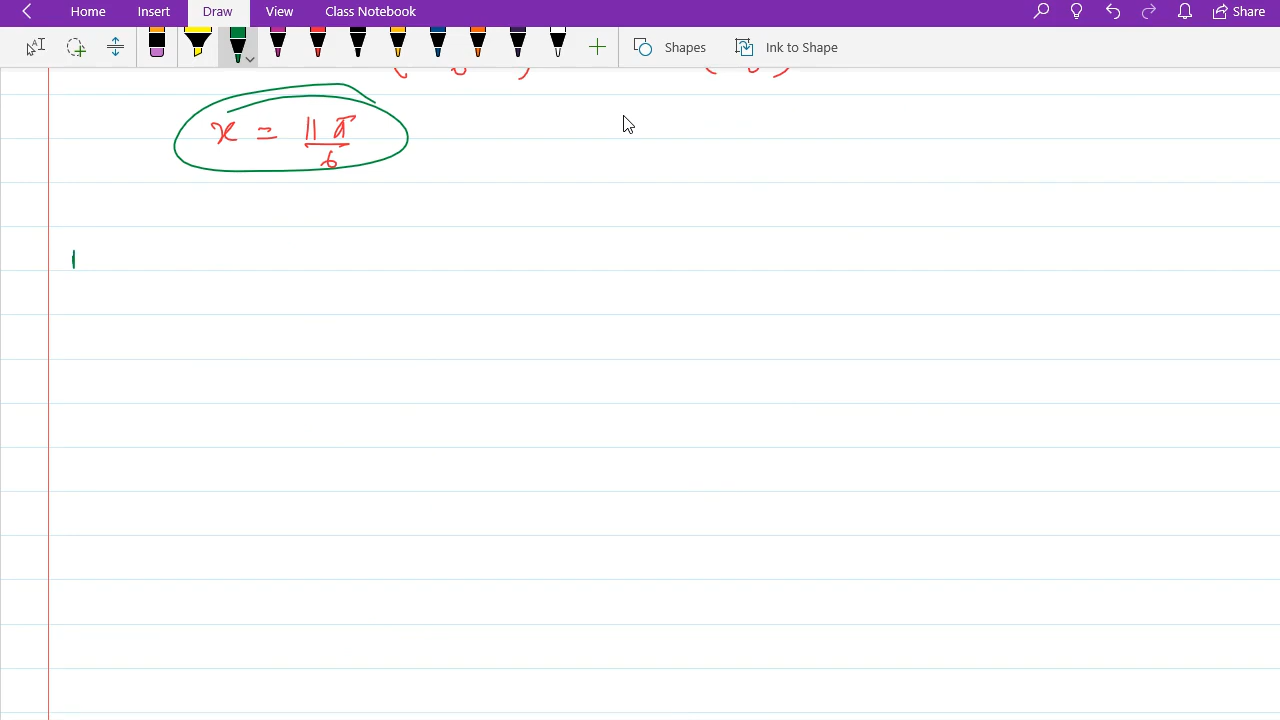 Home Insert Draw View Class Notebook Share
Shapes Ink to Shape
x = 11π/6